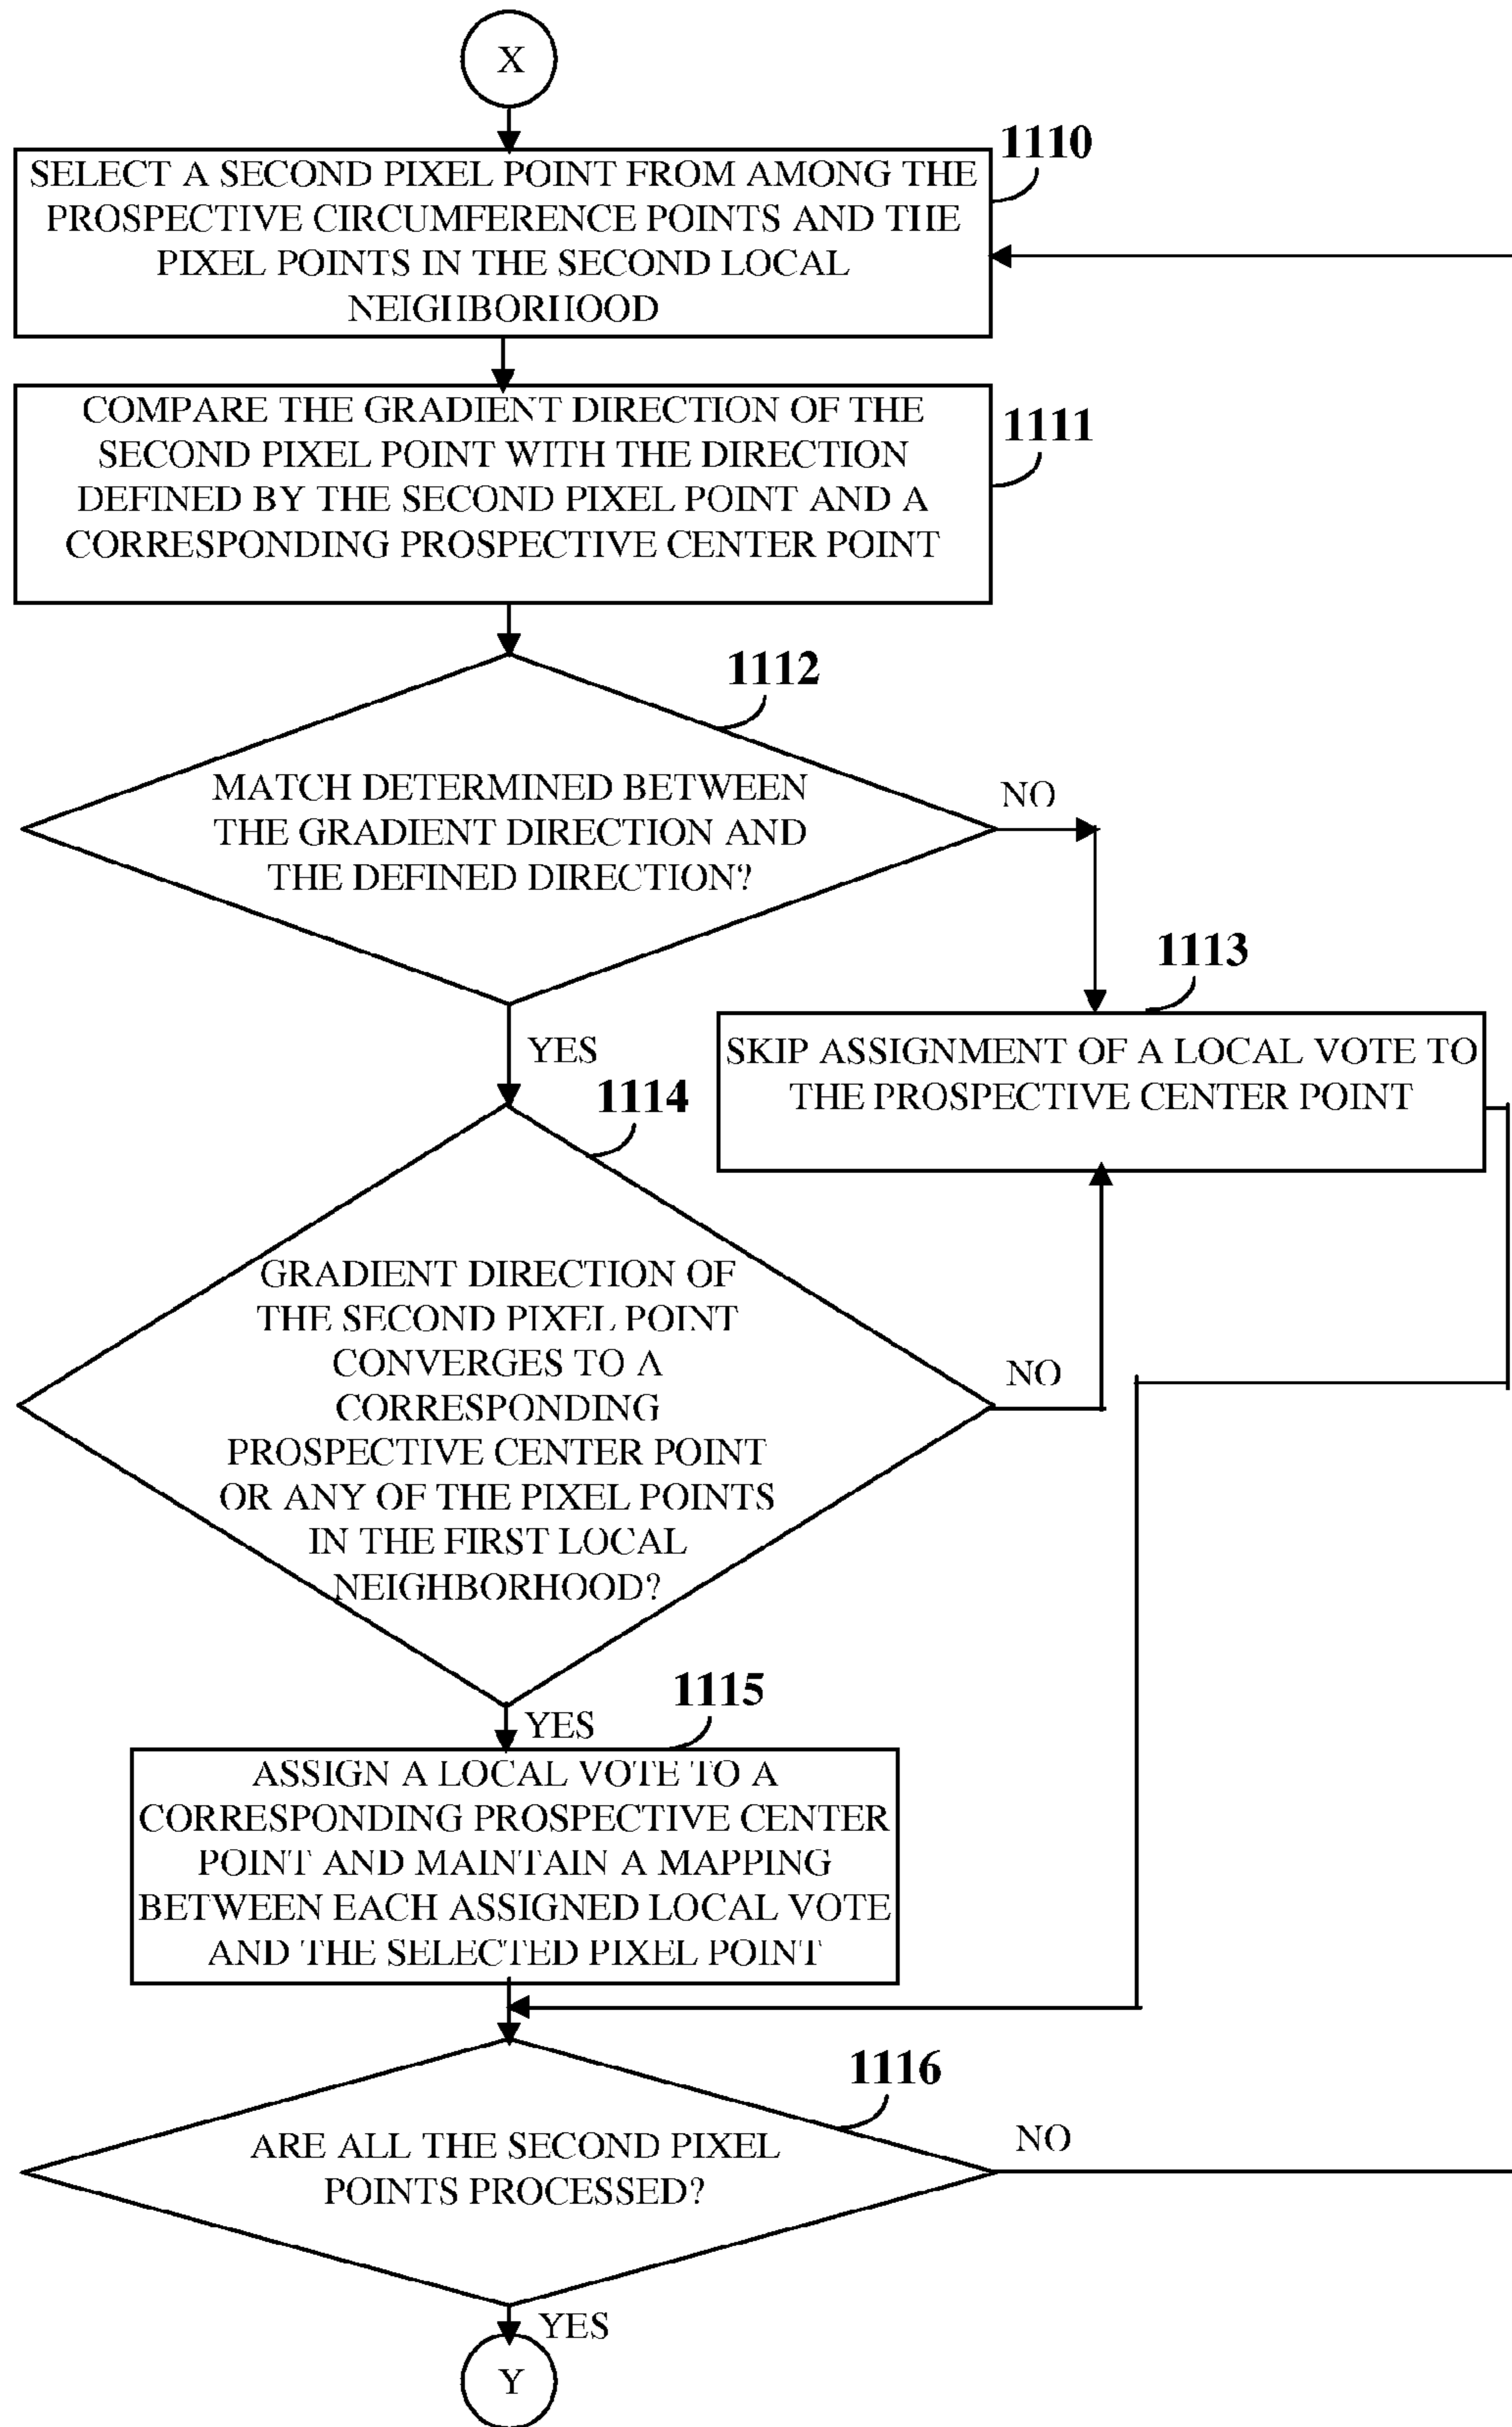 X
1110
SELECT A SECOND PIXEL POINT FROM AMONG THE
PROSPECTIVE CIRCUMFERENCE POINTS AND THE
PIXEL POINTS IN THE SECOND LOCAL
NEIGHBORHOOD
1111
COMPARE THE GRADIENT DIRECTION OF THE
SECOND PIXEL POINT WITH THE DIRECTION
DEFINED BY THE SECOND PIXEL POINT AND A
CORRESPONDING PROSPECTIVE CENTER POINT
1112
MATCH DETERMINED BETWEEN
THE GRADIENT DIRECTION AND
THE DEFINED DIRECTION?
NO
1113
SKIP ASSIGNMENT OF A LOCAL VOTE TO
THE PROSPECTIVE CENTER POINT
YES
1114
GRADIENT DIRECTION OF
THE SECOND PIXEL POINT
CONVERGES TO A
CORRESPONDING
PROSPECTIVE CENTER POINT
OR ANY OF THE PIXEL POINTS
IN THE FIRST LOCAL
NEIGHBORHOOD?
NO
YES
1115
ASSIGN A LOCAL VOTE TO A
CORRESPONDING PROSPECTIVE CENTER
POINT AND MAINTAIN A MAPPING
BETWEEN EACH ASSIGNED LOCAL VOTE
AND THE SELECTED PIXEL POINT
1116
ARE ALL THE SECOND PIXEL
POINTS PROCESSED?
NO
YES
Y